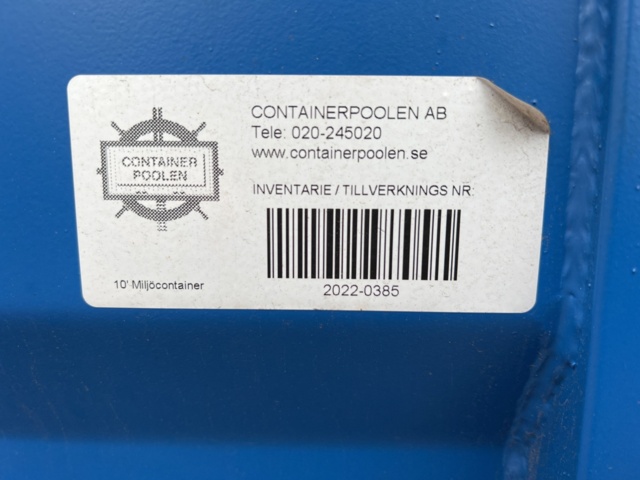 CONTAINER
POOLEN
CONTAINERPOOLEN AB
Tele: 020-245020
www.containerpoolen.se
INVENTARIE / TILLVERKNINGS NR:
2022-0385
10' Miljöcontainer